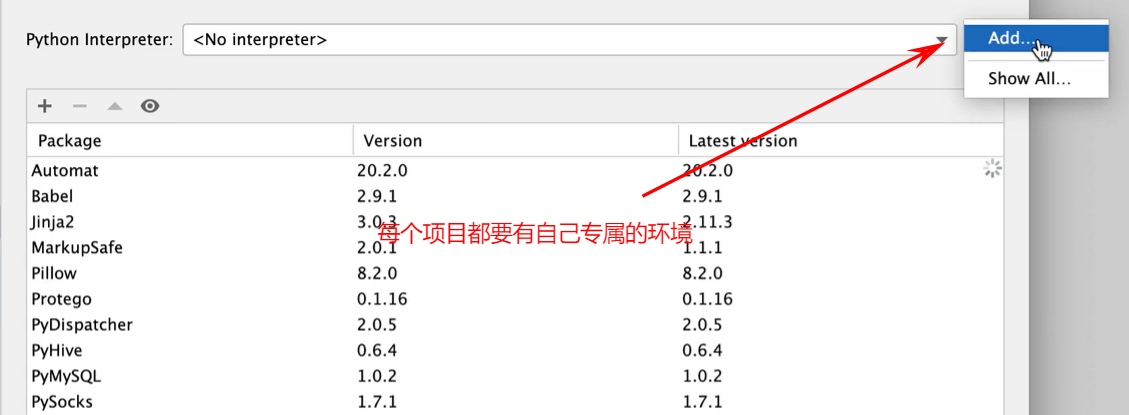 Python Interpreter: <No interpreter> Add...
Show All...
Package Version Latest version
Automat 20.2.0 20.2.0
Babel 2.9.1 2.9.1
Jinja2 3.0.3 2.11.3
每个项目都要有自己专属的环境
MarkupSafe 2.0.1 1.1.1
Pillow 8.2.0 8.2.0
Protego 0.1.16 0.1.16
PyDispatcher 2.0.5 2.0.5
PyHive 0.6.4 0.6.4
PyMySQL 1.0.2 1.0.2
PySocks 1.7.1 1.7.1